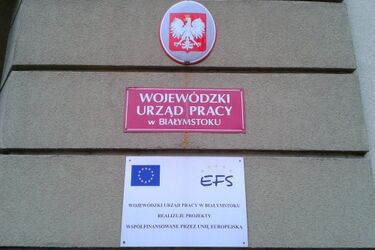 WOJEWÓDZKI
URZĄD PRACY
w BIAŁYMSTOKU
EFS
WOJEWÓDZKI URZĄD PRACY W BIAŁYMSTOKU
REALIZUJE PROJEKTY
WSPÓŁFINANSOWANE PRZEZ UNIĘ EUROPEJSKĄ